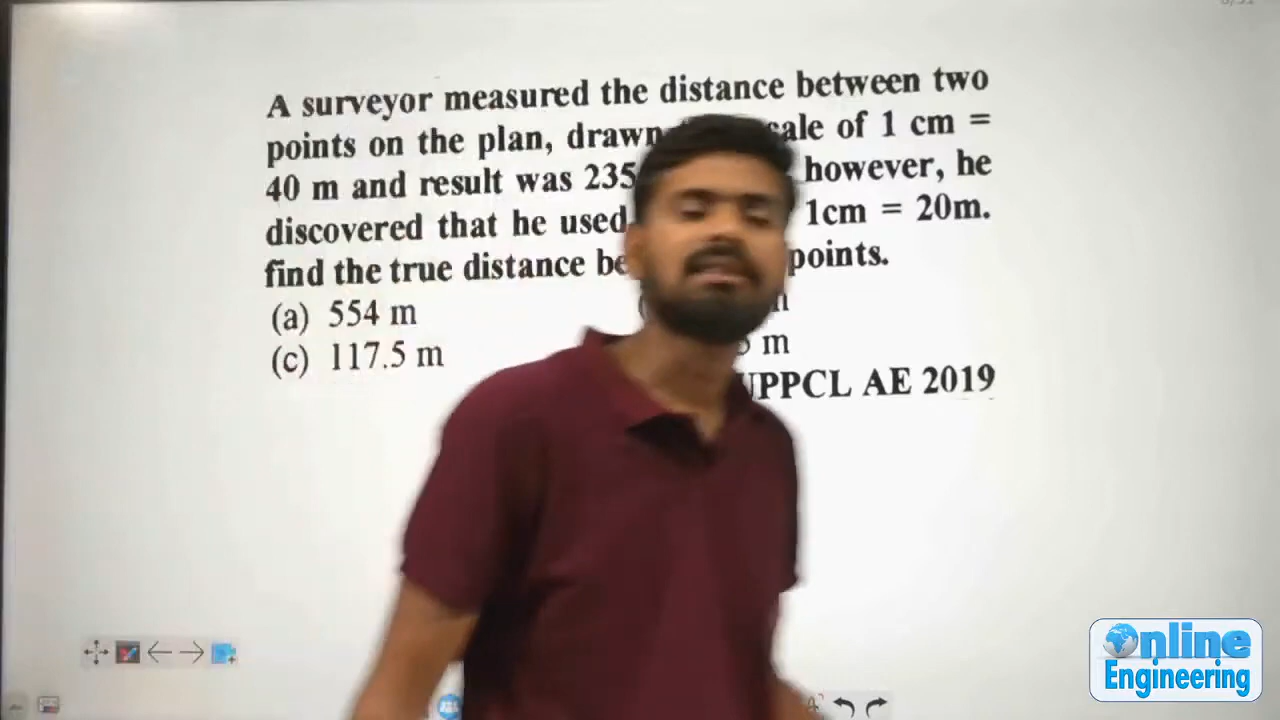 A surveyor measured the distance between two
points on the plan, drawn cale of 1 cm =
40 m and result was 235 however, he
discovered that he used 1cm = 20m.
find the true distance be points.
(a) 554 m
(c) 117.5 m
m
UPPCL AE 2019
Online
Engineering